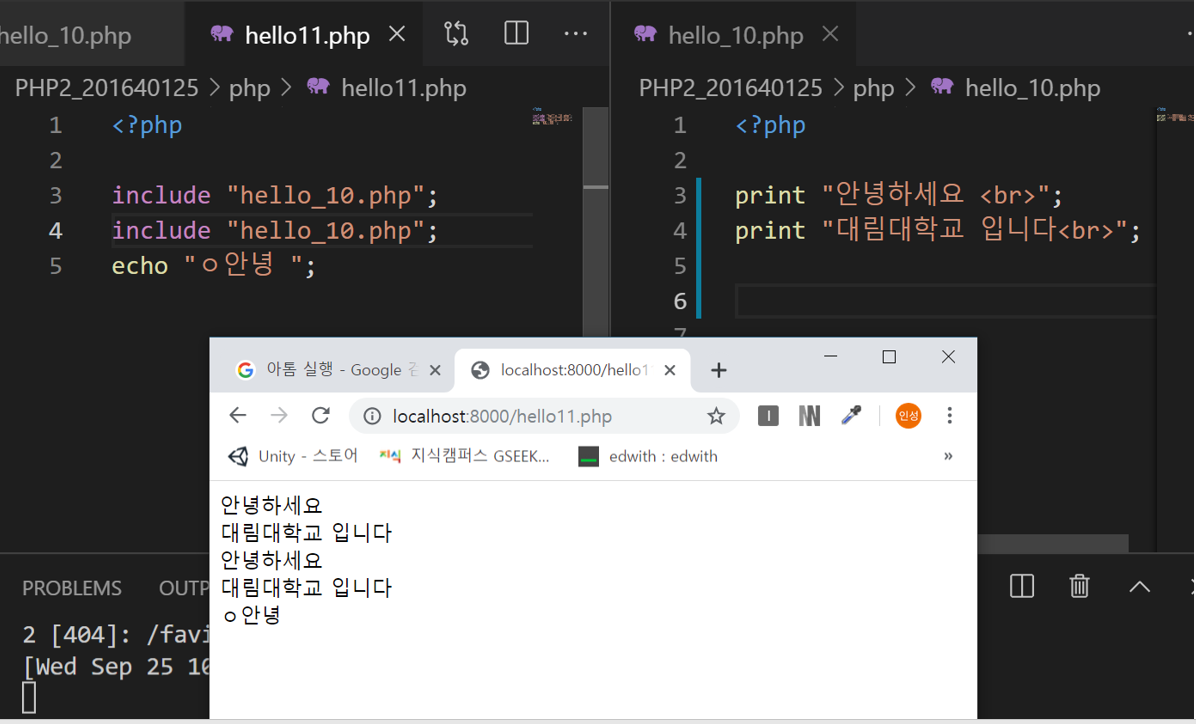 hello_10.php
hello11.php
hello_10.php
PHP2_201640125 > php > hello11.php
PHP2_201640125 > php > hello_10.php
1 <?php
2
3 include "hello_10.php";
4 include "hello_10.php";
5 echo "ㅇ안녕 ";
1 <?php
2
3 print "안녕하세요 <br>";
4 print "대림대학교 입니다<br>";
5
6
7
아톰 실행 - Google
localhost:8000/hello11
localhost:8000/hello11.php
인성
Unity - 스토어
지식캠퍼스 GSEEK...
edwith : edwith
»
안녕하세요
대림대학교 입니다
안녕하세요
대림대학교 입니다
ㅇ안녕
PROBLEMS
OUTP
2 [404]: /favi
[Wed Sep 25 10